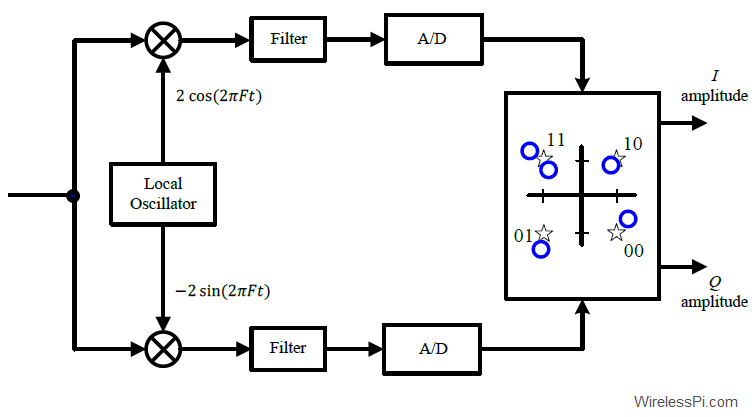 Filter
A/D
2 cos(2πFt)
I
amplitude
11
10
Local
Oscillator
01
00
−2 sin(2πFt)
Q
amplitude
Filter
A/D
WirelessPi.com